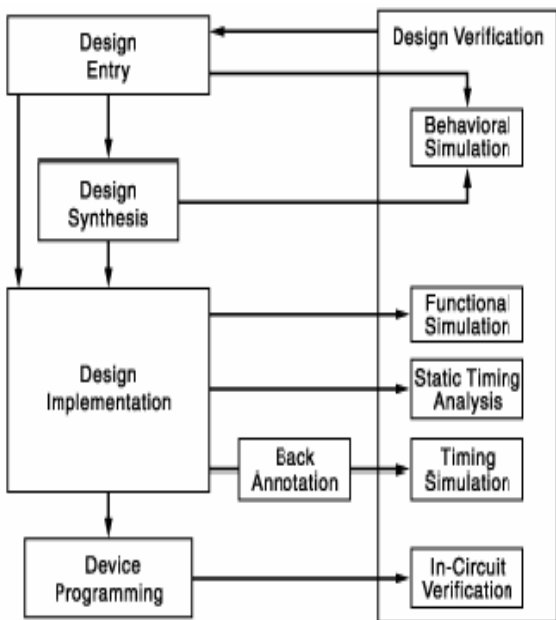 Design
Entry
Design Verification
Behavioral
Simulation
Design
Synthesis
Design
Implementation
Functional
Simulation
Static Timing
Analysis
Back
Annotation
Timing
Simulation
Device
Programming
In-Circuit
Verification